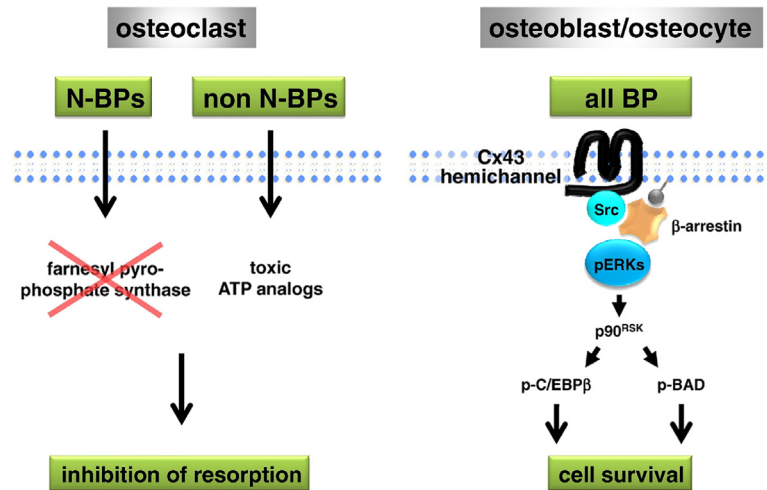 osteoclast
N-BPs
non N-BPs
farnesyl pyro-
phosphate synthase
toxic
ATP analogs
inhibition of resorption
osteoblast/osteocyte
all BP
Cx43
hemichannel
Src
β-arrestin
pERKs
p90RSK
p-C/EBPβ
p-BAD
cell survival